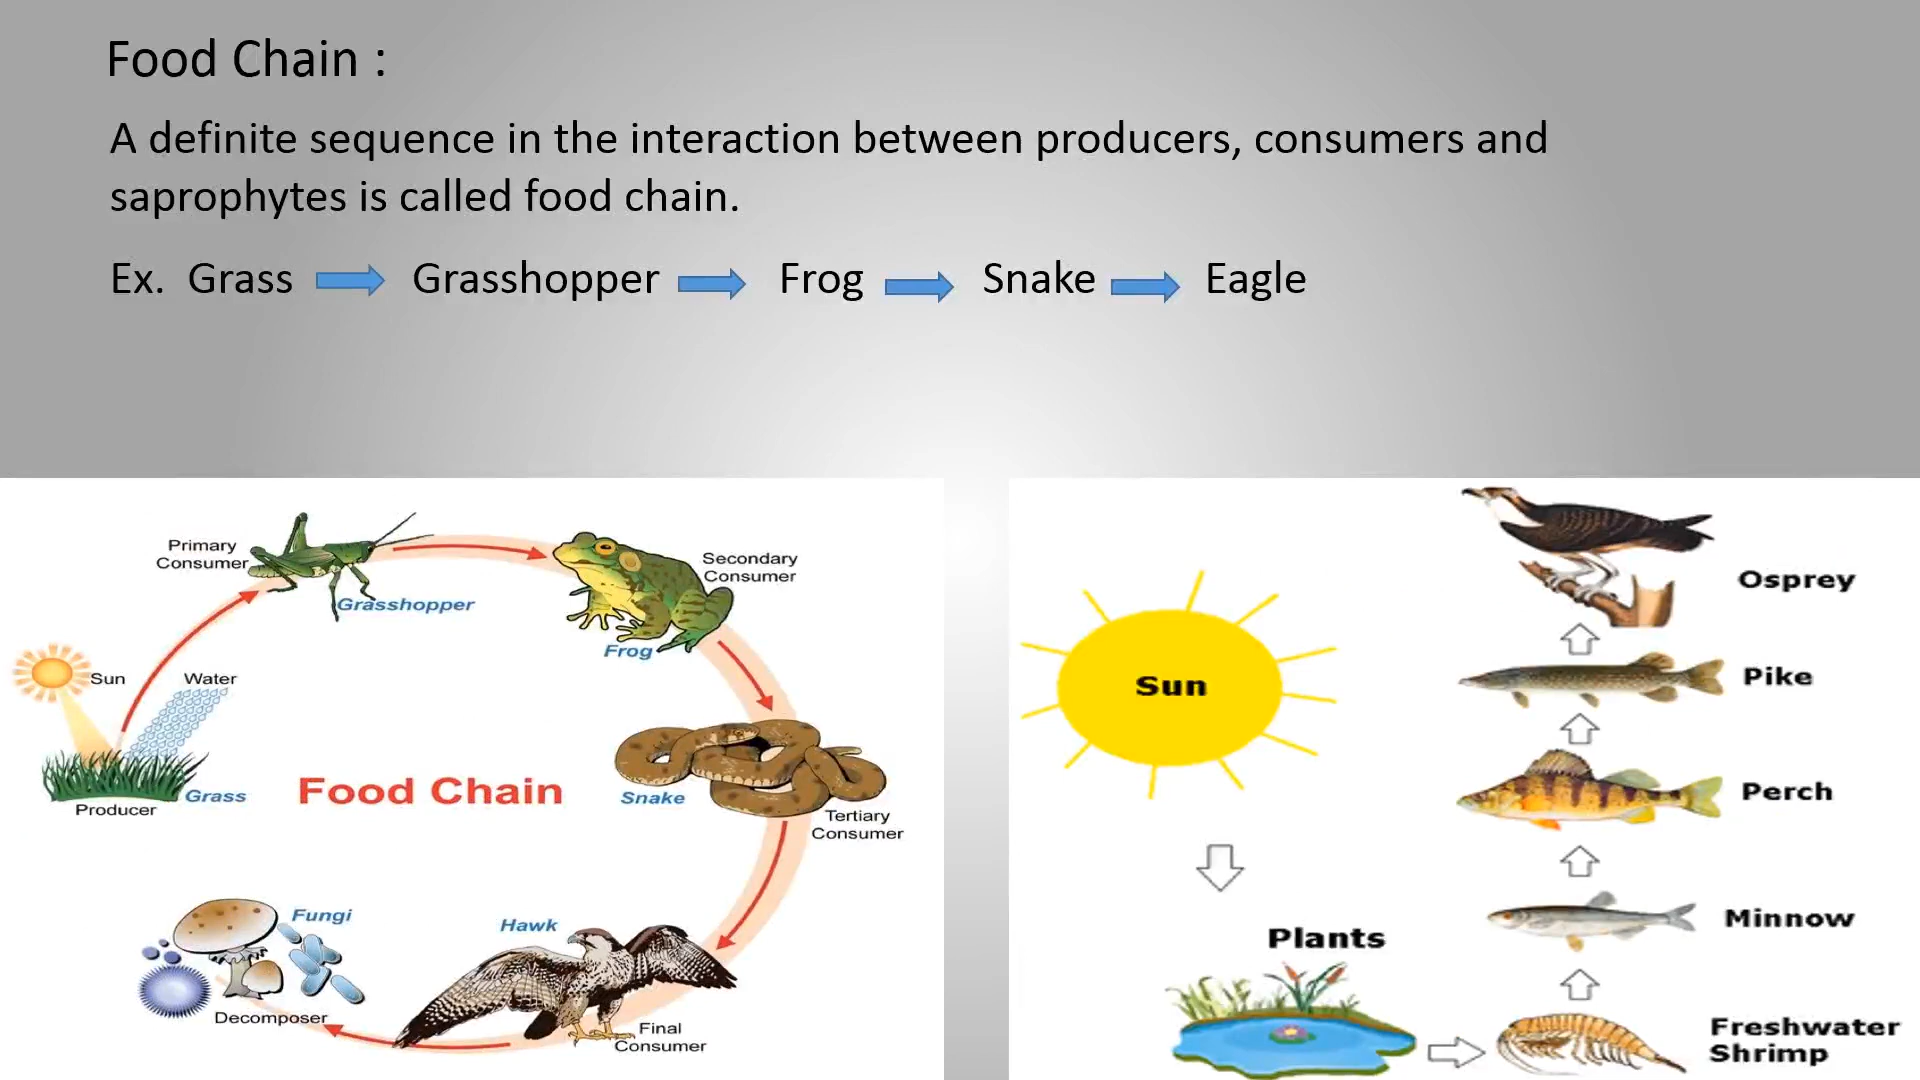 Food Chain :
A definite sequence in the interaction between producers, consumers and
saprophytes is called food chain.
Ex. Grass Grasshopper Frog Snake Eagle
Primary
Consumer
Grasshopper
Secondary
Consumer
Frog
Sun
Water
Producer
Grass
Food Chain
Snake
Tertiary
Consumer
Fungi
Decomposer
Hawk
Final
Consumer
Sun
Plants
Osprey
Pike
Perch
Minnow
Freshwater
Shrimp